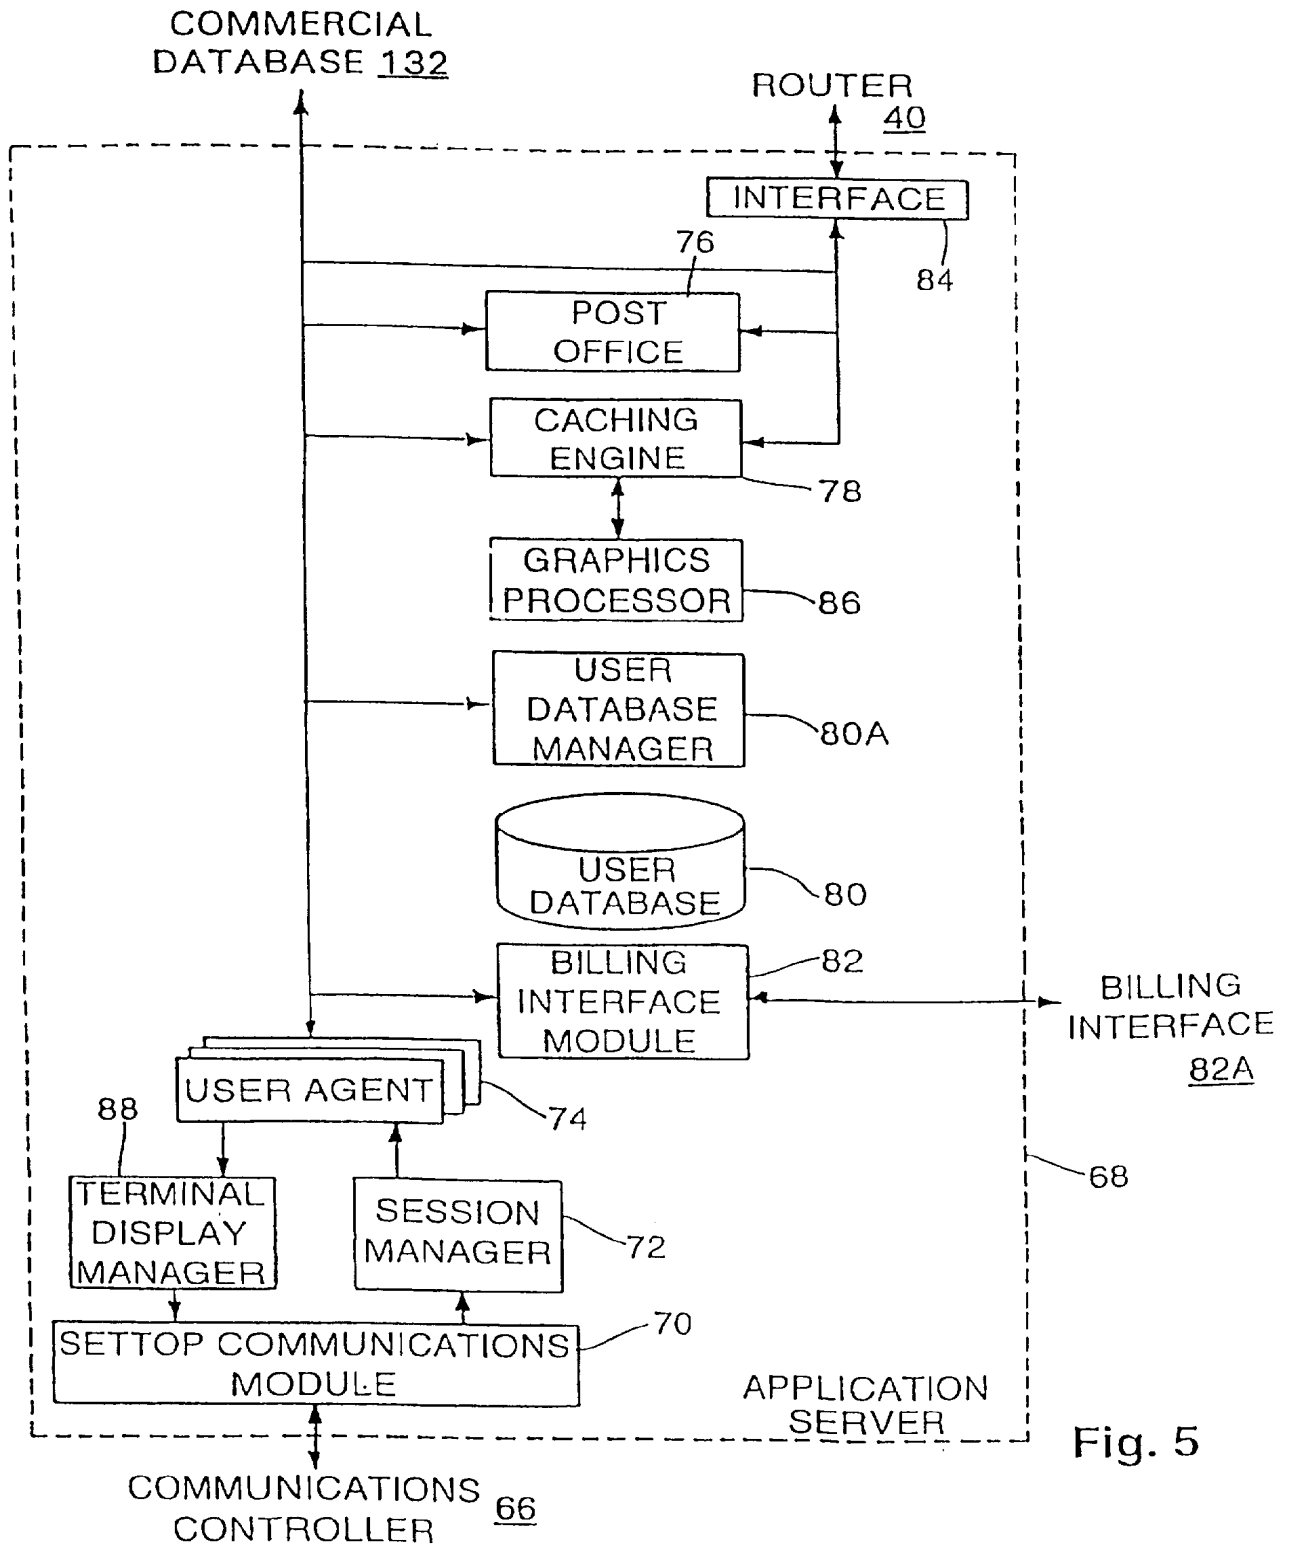 COMMERCIAL
DATABASE 132
ROUTER
40
INTERFACE
84
76
POST
OFFICE
CACHING
ENGINE
78
GRAPHICS
PROCESSOR
86
USER
DATABASE
MANAGER
80A
USER
DATABASE
80
BILLING
INTERFACE
MODULE
82
BILLING
INTERFACE
82A
USER AGENT
74
88
68
TERMINAL
DISPLAY
MANAGER
SESSION
MANAGER
72
70
SETTOP COMMUNICATIONS
MODULE
APPLICATION
SERVER
Fig. 5
COMMUNICATIONS
CONTROLLER
66